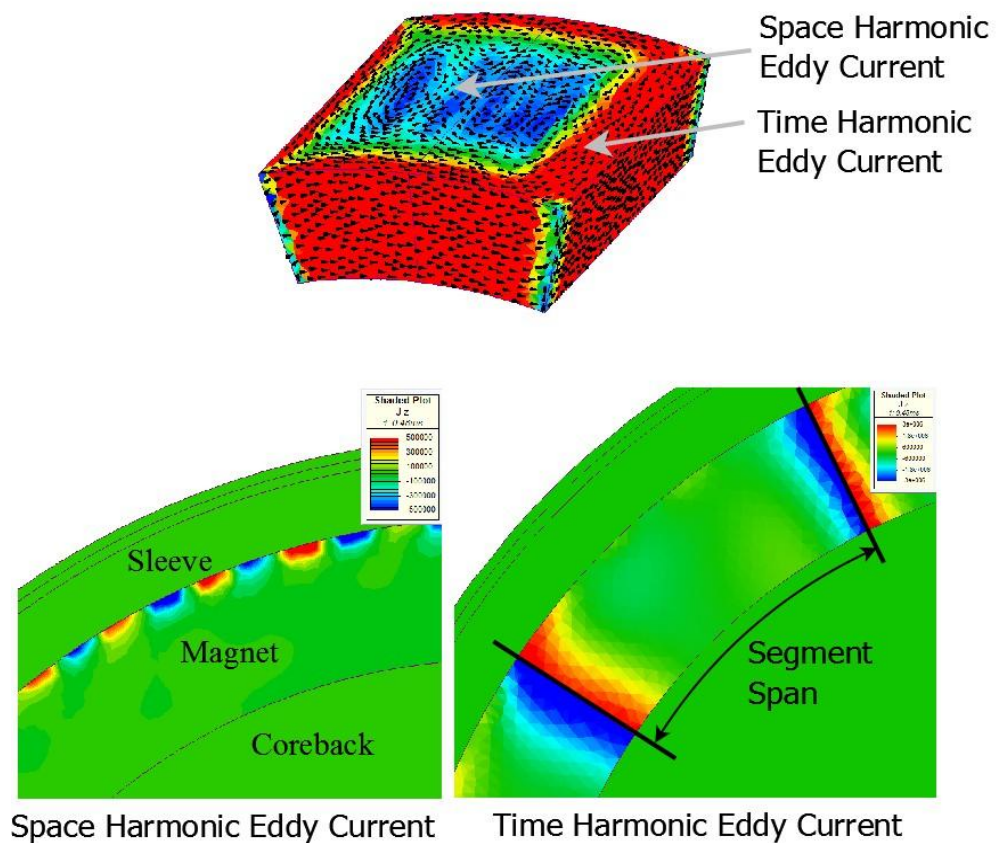 Space Harmonic
Eddy Current
Time Harmonic
Eddy Current
Shaded Plot
Jz
500000
300000
100000
-100000
-300000
Sleeve
Magnet
Coreback
Shaded Plot
Jz
Segment
Span
Space Harmonic Eddy Current
Time Harmonic Eddy Current